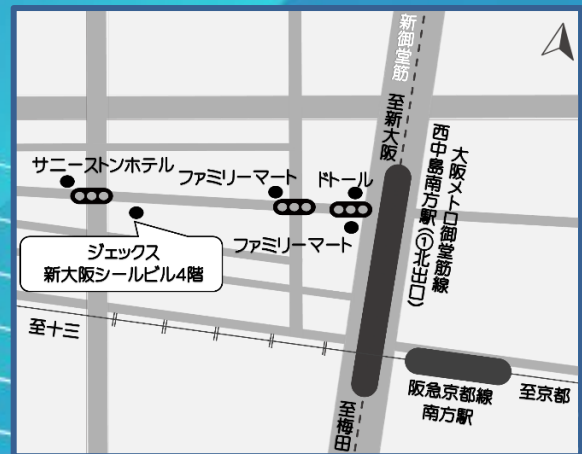 新御堂筋
至新大阪
大阪メトロ御堂筋線
西中島南方駅(①北出口)
サニーストンホテル
ファミリーマート
ドトール
ファミリーマート
ジェックス
新大阪シールビル4階
至十三
阪急京都線
南方駅
至京都
至梅田